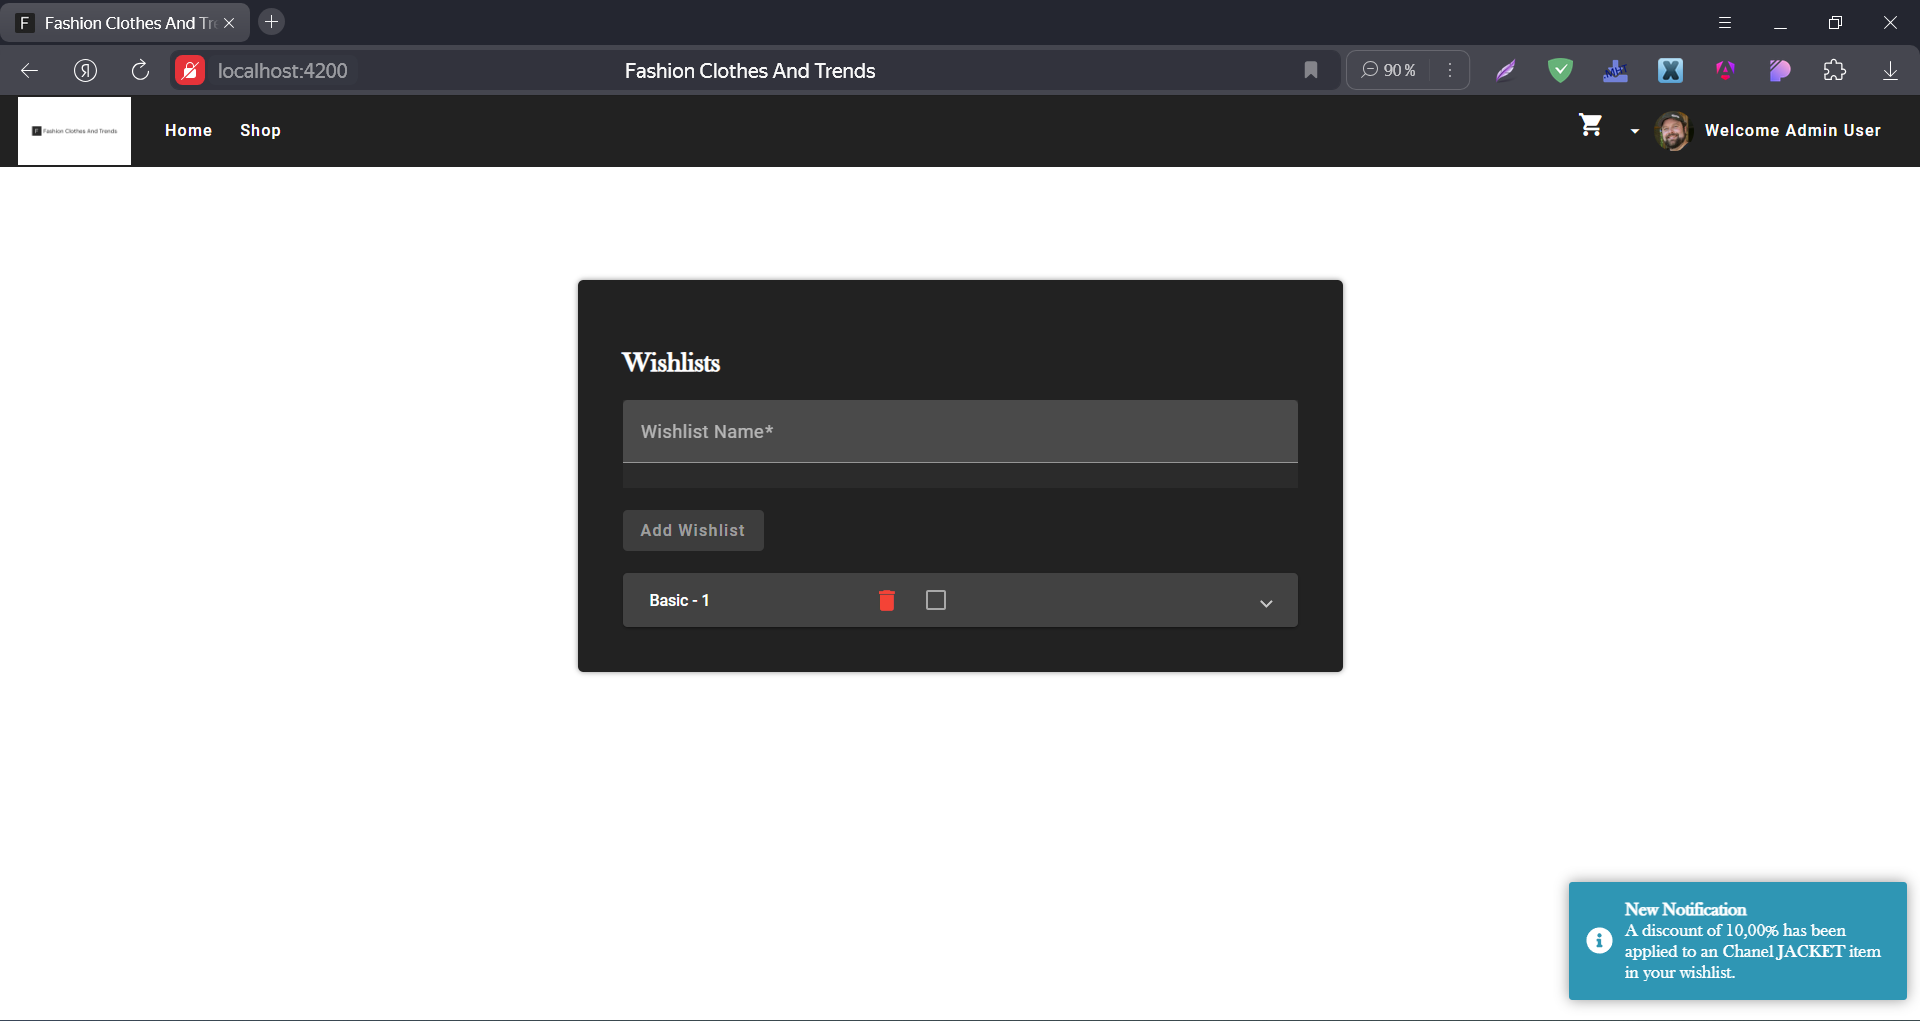 F Fashion Clothes And Tr
localhost:4200
Fashion Clothes And Trends
90 %
F Fashion Clothes And Trends
Home
Shop
Welcome Admin User
Wishlists
Wishlist Name*
Add Wishlist
Basic - 1
New Notification
A discount of 10,00% has been
applied to an Chanel JACKET item
in your wishlist.